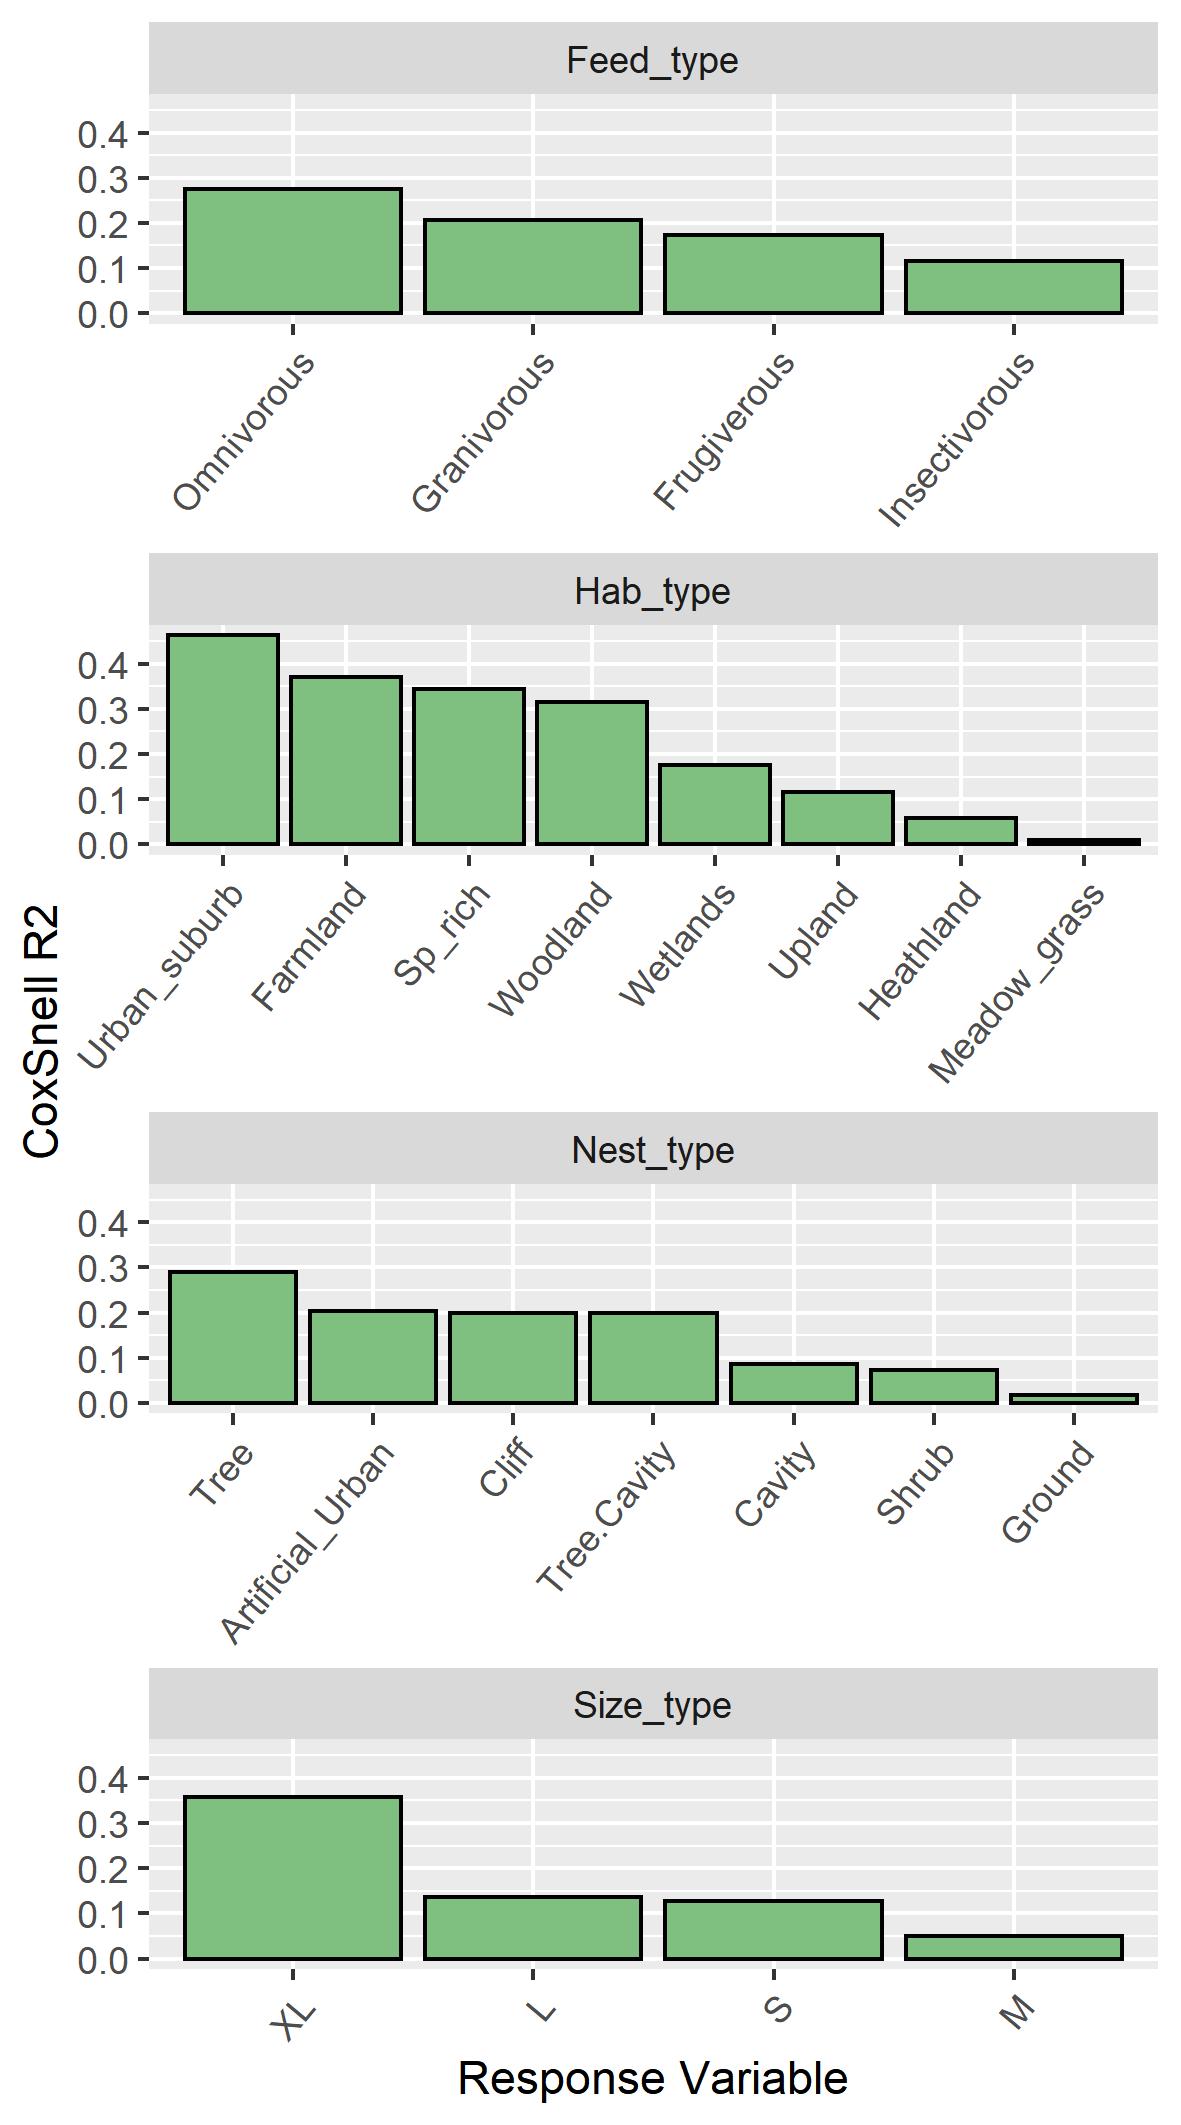 Feed_type
0.4
0.3
0.2
0.1
0.0
Omnivorous
Granivorous
Frugiverous
Insectivorous
Hab_type
0.4
0.3
0.2
0.1
0.0
Urban_suburb
Farmland
Sp_rich
Woodland
Wetlands
Upland
Heathland
Meadow_grass
CoxSnell R2
Nest_type
0.4
0.3
0.2
0.1
0.0
Tree
Artificial_Urban
Cliff
Tree.Cavity
Cavity
Shrub
Ground
Size_type
0.4
0.3
0.2
0.1
0.0
XL
L
S
M
Response Variable